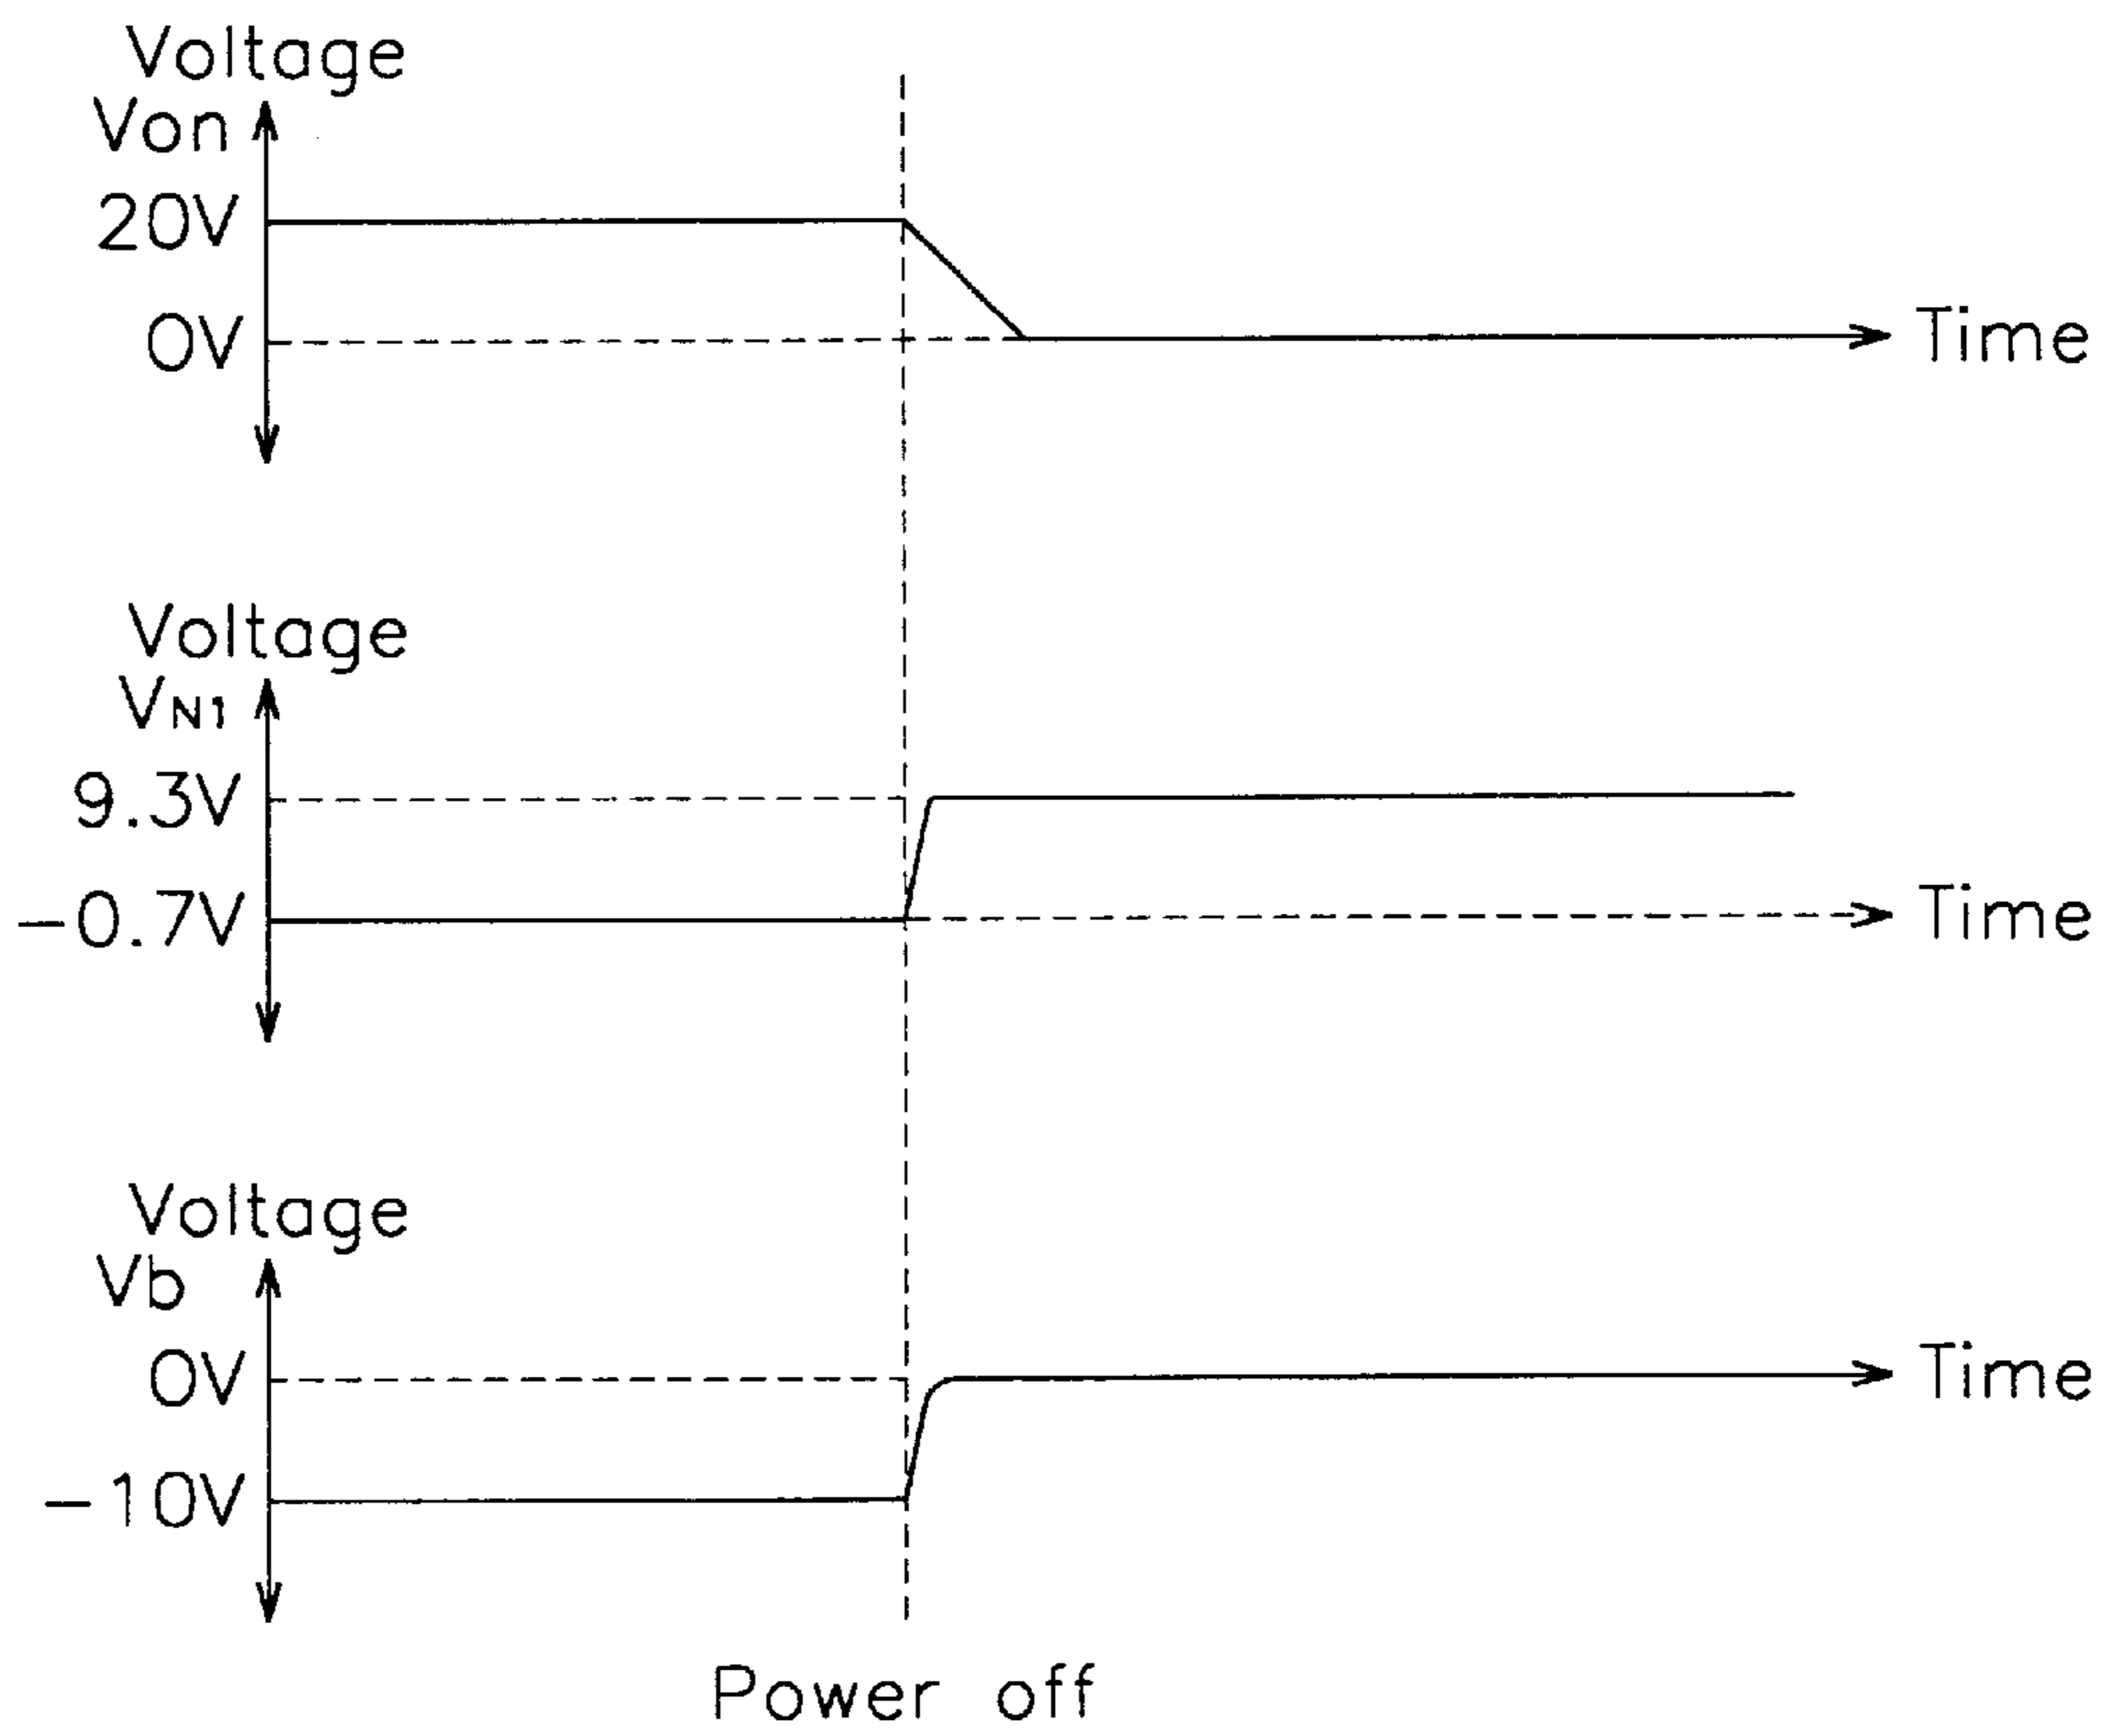 Voltage
Von
20V
0V
Time
Voltage
VN1
9.3V
-0.7V
Time
Voltage
Vb
0V
Time
-10V
Power off